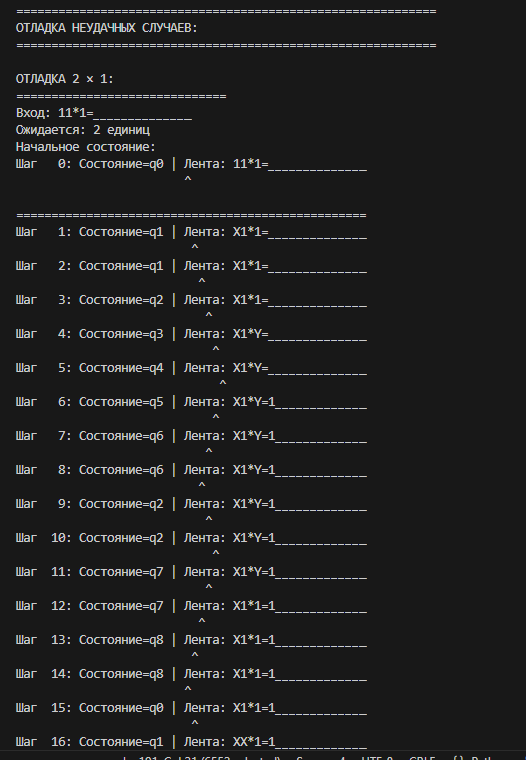 ============================================================
ОТЛАДКА НЕУДАЧНЫХ СЛУЧАЕВ:
============================================================
ОТЛАДКА 2 × 1:
==============================
Вход: 11*1=______________
Ожидается: 2 единиц
Начальное состояние:
Шаг   0: Состояние=q0 | Лента: 11*1=______________
^
==================================================
Шаг   1: Состояние=q1 | Лента: X1*1=______________
^
Шаг   2: Состояние=q1 | Лента: X1*1=______________
^
Шаг   3: Состояние=q2 | Лента: X1*1=______________
^
Шаг   4: Состояние=q3 | Лента: X1*Y=______________
^
Шаг   5: Состояние=q4 | Лента: X1*Y=______________
^
Шаг   6: Состояние=q5 | Лента: X1*Y=1_____________
^
Шаг   7: Состояние=q6 | Лента: X1*Y=1_____________
^
Шаг   8: Состояние=q6 | Лента: X1*Y=1_____________
^
Шаг   9: Состояние=q2 | Лента: X1*Y=1_____________
^
Шаг  10: Состояние=q2 | Лента: X1*Y=1_____________
^
Шаг  11: Состояние=q7 | Лента: X1*Y=1_____________
^
Шаг  12: Состояние=q7 | Лента: X1*1=1_____________
^
Шаг  13: Состояние=q8 | Лента: X1*1=1_____________
^
Шаг  14: Состояние=q8 | Лента: X1*1=1_____________
^
Шаг  15: Состояние=q0 | Лента: X1*1=1_____________
^
Шаг  16: Состояние=q1 | Лента: XX*1=1_____________